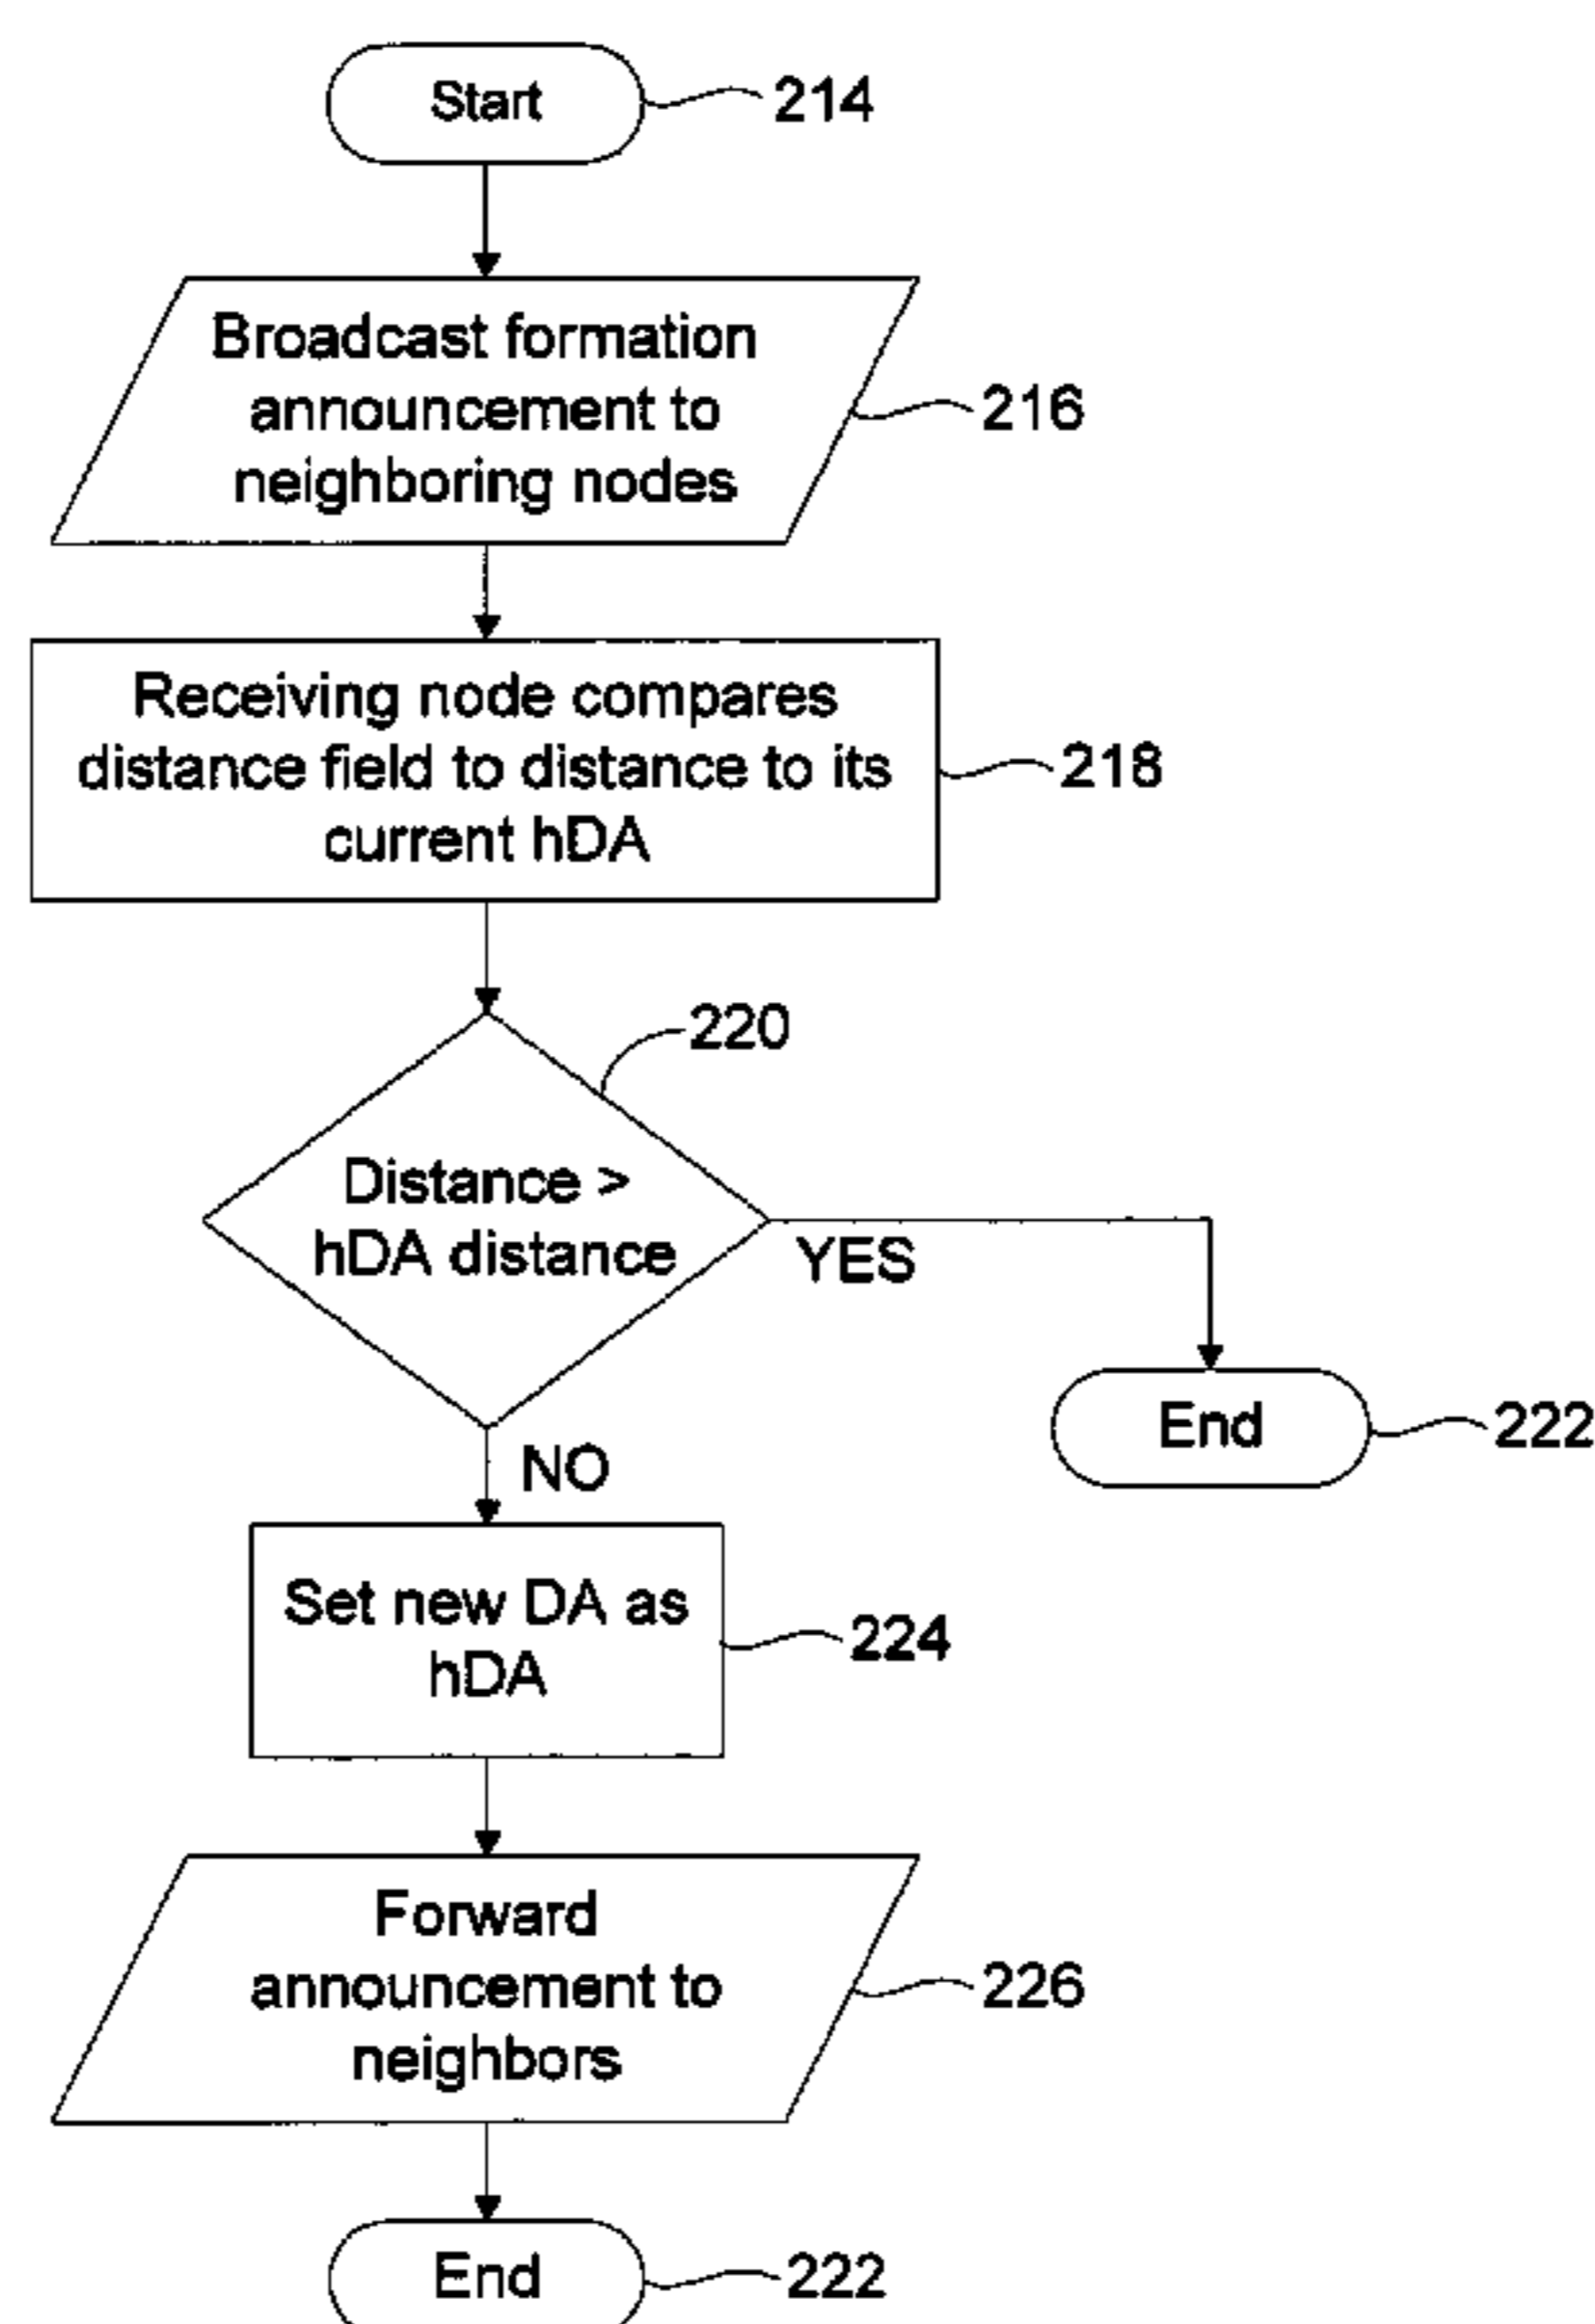 Start
214
Broadcast formation
announcement to
neighboring nodes
216
Receiving node compares
distance field to distance to its
current hDA
218
220
Distance >
hDA distance
YES
End
222
NO
Set new DA as
hDA
224
Forward
announcement to
neighbors
226
End
222